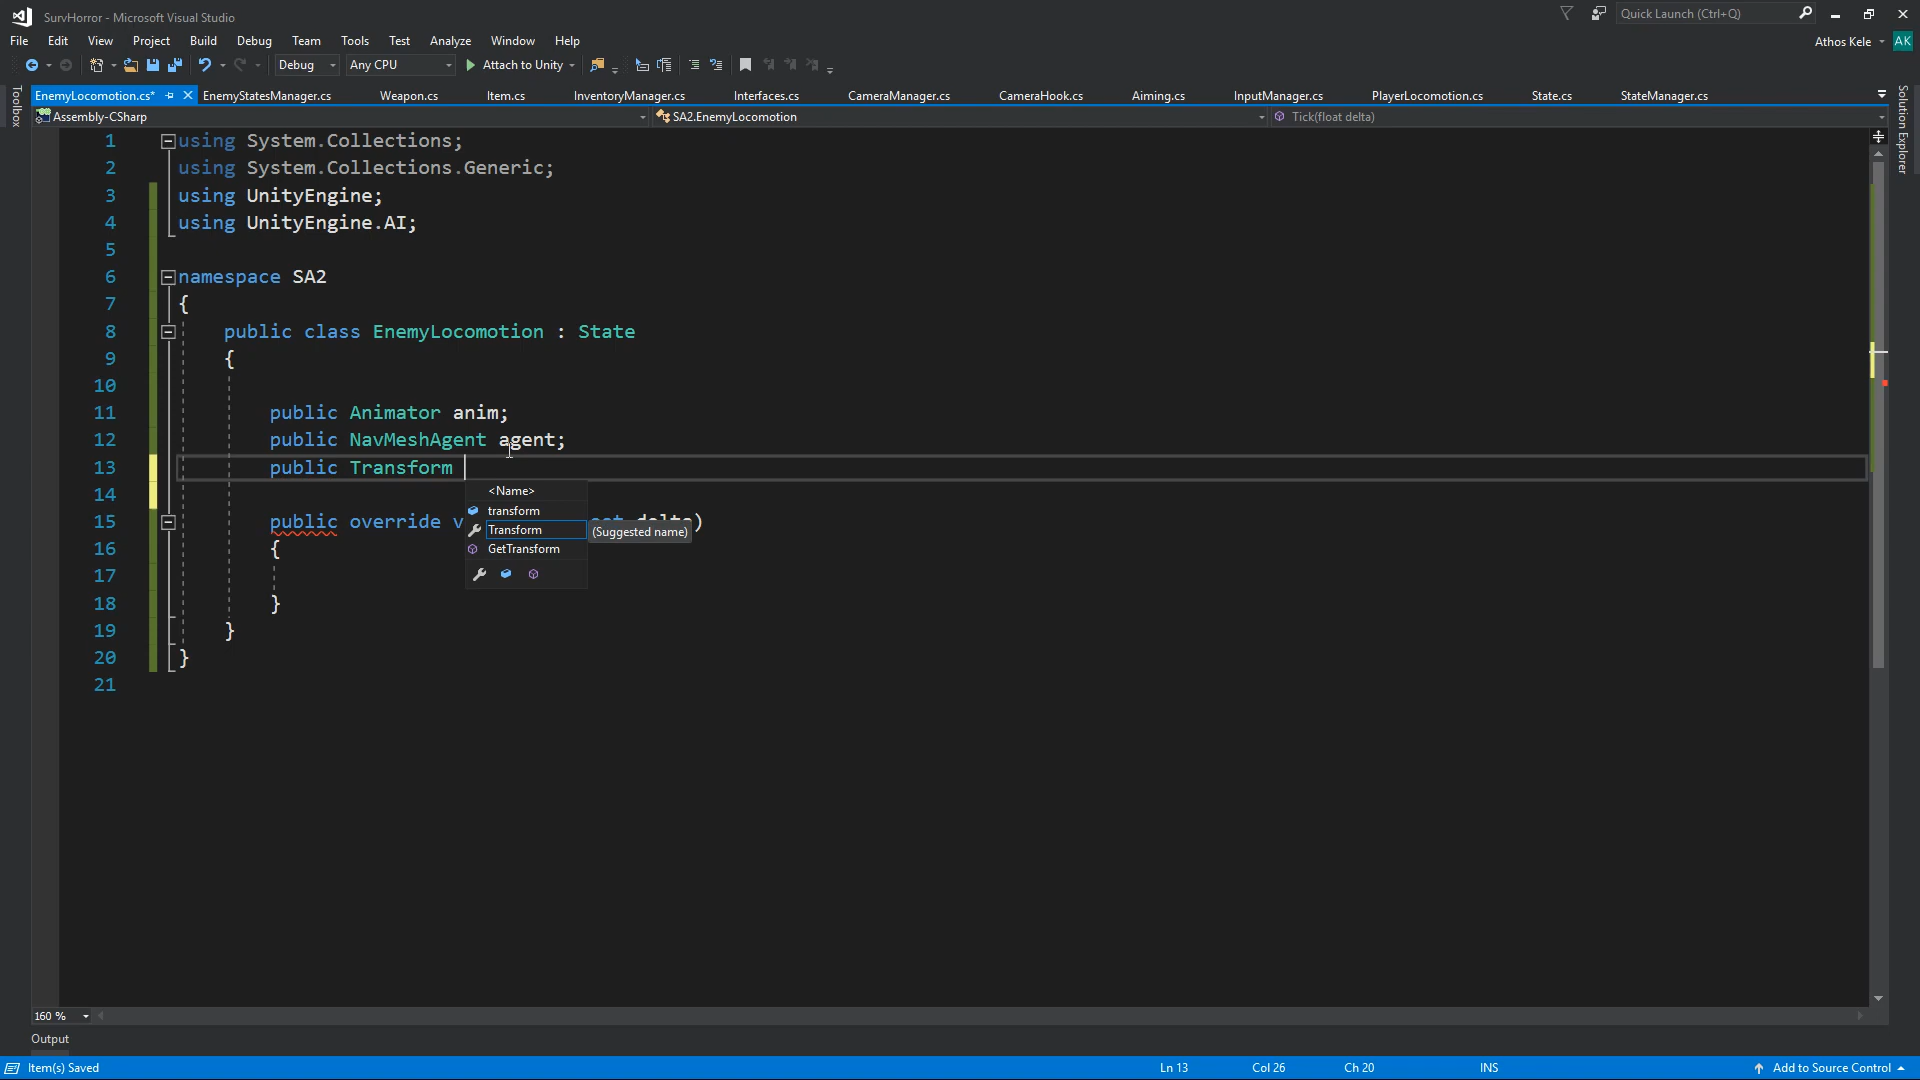 SurvHorror - Microsoft Visual Studio
Quick Launch (Ctrl+Q)
File Edit View Project Build Debug Team Tools Test Analyze Window Help
Athos Kele AK
Debug Any CPU Attach to Unity
EnemyLocomotion.cs* EnemyStatesManager.cs Weapon.cs Item.cs InventoryManager.cs Interfaces.cs CameraManager.cs CameraHook.cs Aiming.cs InputManager.cs PlayerLocomotion.cs State.cs StateManager.cs
Toolbox
Solution Explorer
Assembly-CSharp SA2.EnemyLocomotion Tick(float delta)
1 using System.Collections;
2 using System.Collections.Generic;
3 using UnityEngine;
4 using UnityEngine.AI;
5
6 namespace SA2
7 {
8 public class EnemyLocomotion : State
9 {
10
11 public Animator anim;
12 public NavMeshAgent agent;
13 public Transform
<Name>
14
transform
15 public override v delta)
Transform (Suggested name)
16 {
GetTransform
17
18 }
19 }
20 }
21
160 %
Output
Item(s) Saved Ln 13 Col 26 Ch 20 INS Add to Source Control